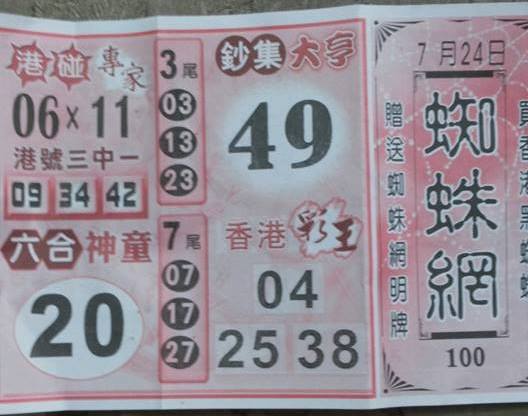 港碰專家
06 x 11
港號三中一
09 34 42
六合神童
20
3尾
03
13
23
7尾
07
17
27
鈔集大亨
49
香港彩王
04
25 38
7月24日
贈送蜘蛛網明牌
蜘蛛網
100